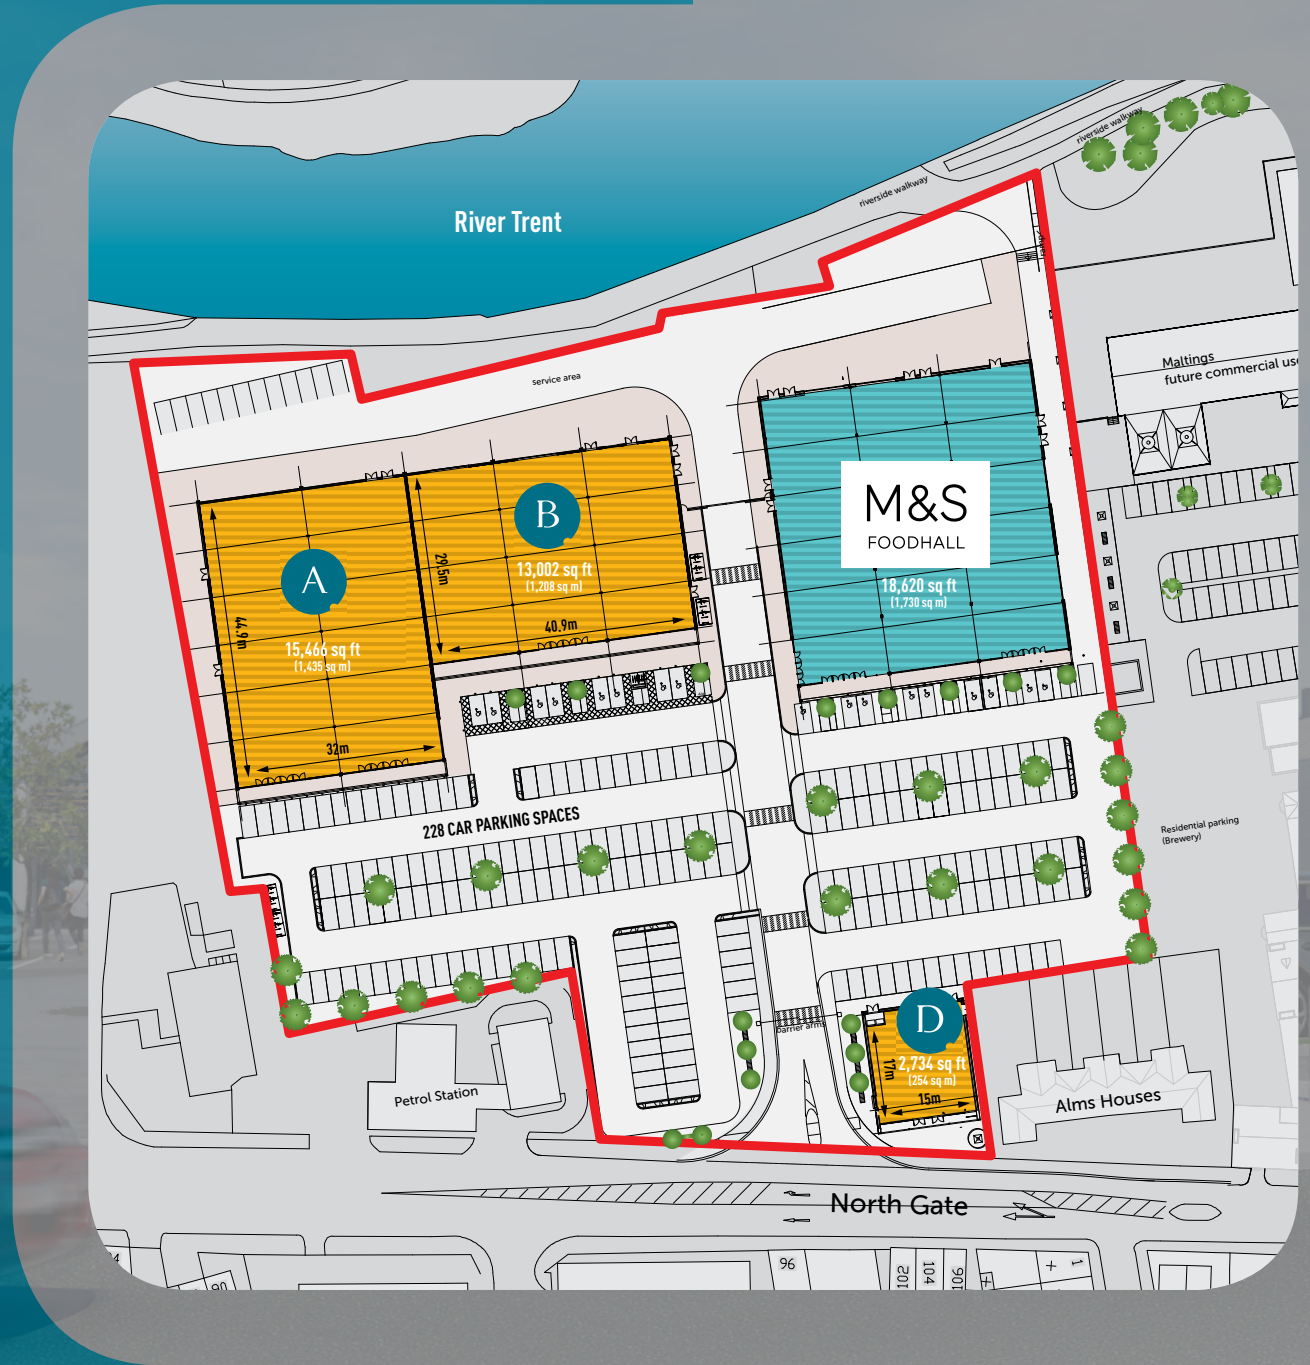 riverside walkway
riverside walkway
River Trent
service area
Maltings
future commercial us
M&S
FOODHALL
18,620 sq ft
(1,730 sq m)
B
13,002 sq ft
(1,208 sq m)
29.5m
40.9m
A
15,466 sq ft
(1,435 sq m)
44.9m
32m
228 CAR PARKING SPACES
Residential parking
(Brewery)
barrier arms
D
2,734 sq ft
(254 sq m)
17m
15m
Petrol Station
Alms Houses
North Gate
90
96
102
104
106
1